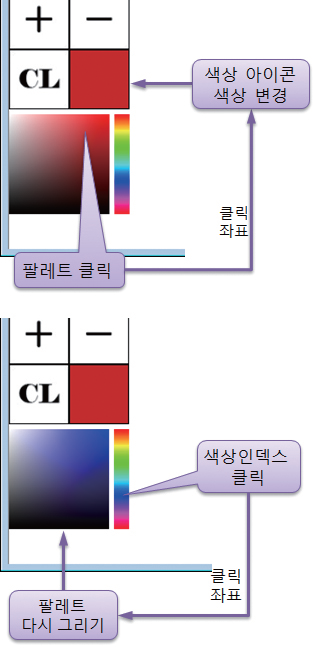 + −
색상 아이콘
색상 변경
CL
클릭
좌표
팔레트 클릭
+ −
CL
색상인덱스
클릭
클릭
좌표
팔레트
다시 그리기